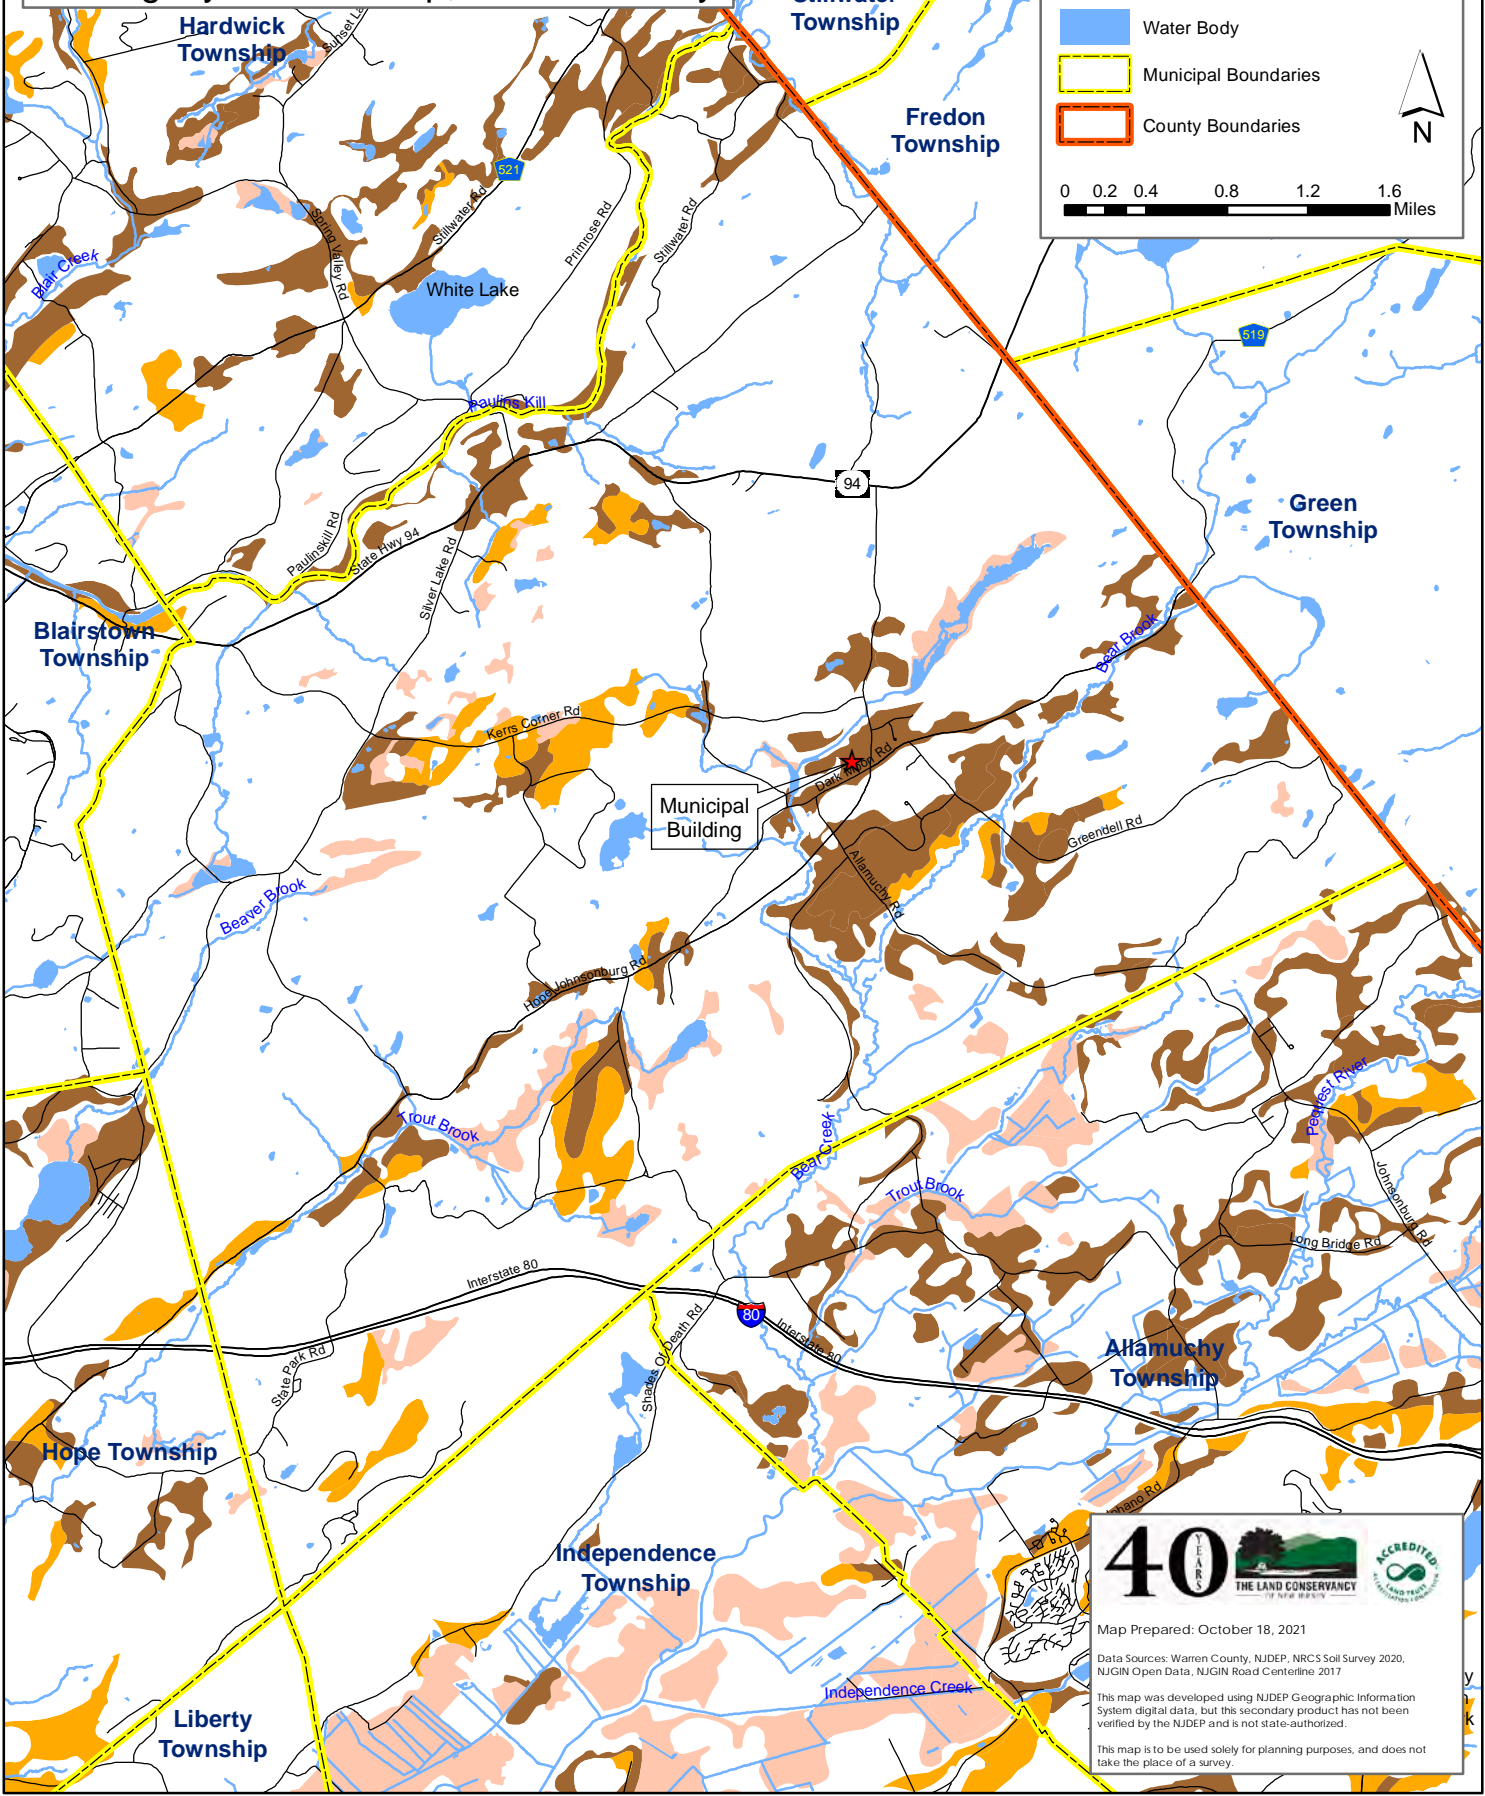 Hardwick
Township
Sunset
Township
Water Body
Municipal Boundaries
County Boundaries
N
0 0.2 0.4 0.8 1.2 1.6
Miles
Fredon
Township
521
Stillwater Rd
Spring Valley Rd
Primrose Rd
Stillwater Rd
Blair Creek
White Lake
519
Paulins Kill
94
Green
Township
Paulinskill Rd
State Hwy 94
Silver Lake Rd
Blairstown
Township
Bear Brook
Kerrs Corner Rd
Dark Moon Rd
Municipal
Building
Greendell Rd
Allamuchy Rd
Beaver Brook
Hope Johnsonburg Rd
Pequest River
Trout Brook
Bear Creek
Trout Brook
Johnsonburg Rd
Long Bridge Rd
Interstate 80
80
Interstate 80
Shades Of Death Rd
State Park Rd
Allamuchy
Township
Hope Township
Independence
Township
Independence Creek
Liberty
Township
40
YEARS
THE LAND CONSERVANCY
OF NEW JERSEY
ACCREDITED
LAND TRUST
Map Prepared: October 18, 2021
Data Sources: Warren County, NJDEP, NRCS Soil Survey 2020,
NJGIN Open Data, NJGIN Road Centerline 2017
This map was developed using NJDEP Geographic Information
System digital data, but this secondary product has not been
verified by the NJDEP and is not state-authorized.
This map is to be used solely for planning purposes, and does not
take the place of a survey.